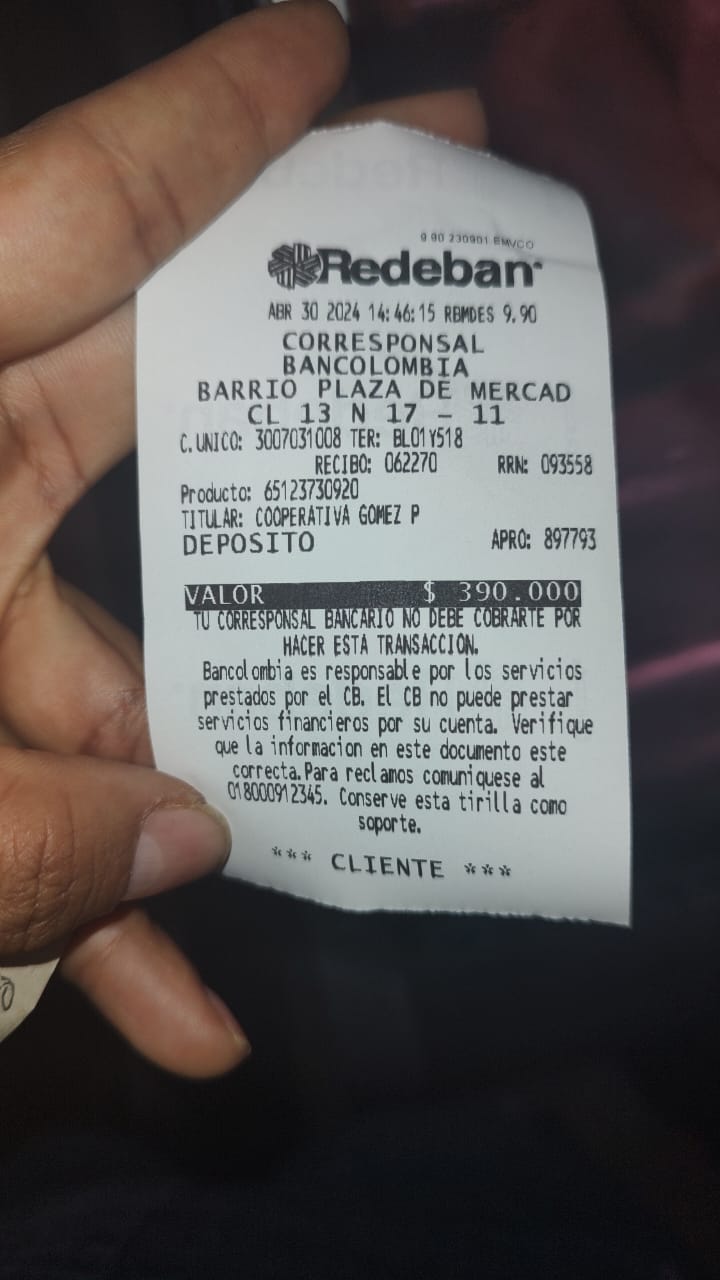 9.90 230901 EMVCO
Redeban
ABR 30 2024 14:46:15 RBMDES 9.90
CORRESPONSAL
BANCOLOMBIA
BARRIO PLAZA DE MERCAD
CL 13 N 17 - 11
C.UNICO: 3007031008 TER: BL01Y518
RECIBO: 062270 RRN: 093558
Producto: 65123730920
TITULAR: COOPERATIVA GOMEZ P
DEPOSITO APRO: 897793
VALOR $ 390.000
TU CORRESPONSAL BANCARIO NO DEBE COBRARTE POR
HACER ESTA TRANSACCION.
Bancolombia es responsable por los servicios
prestados por el CB. El CB no puede prestar
servicios financieros por su cuenta. Verifique
que la informacion en este documento este
correcta.Para reclamos comuniquese al
018000912345. Conserve esta tirilla como
soporte.
*** CLIENTE ***